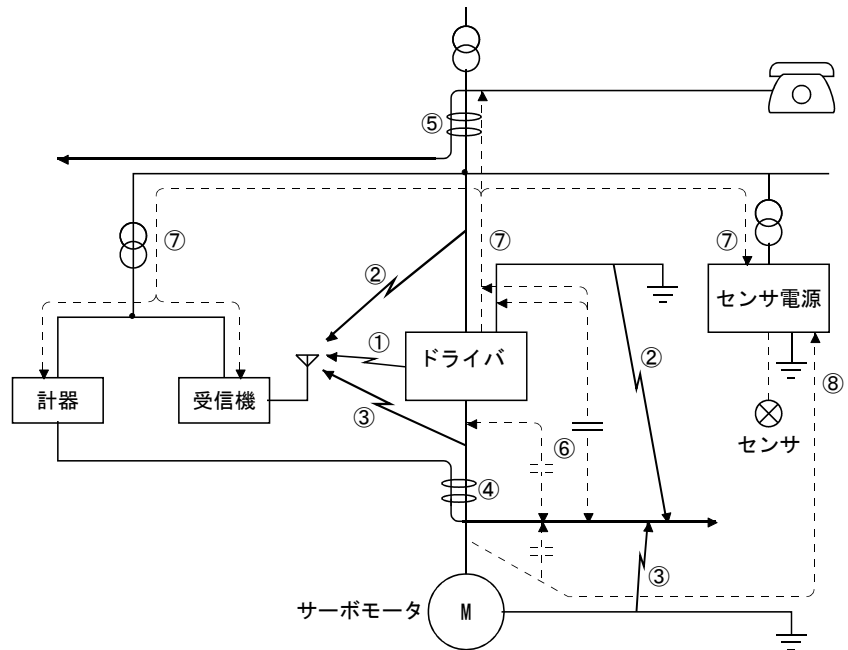 ⑤
⑦
⑦
⑦
②
センサ電源
①
ドライバ
②
⑧
計器
受信機
③
⑥
センサ
④
③
サーボモータ
M